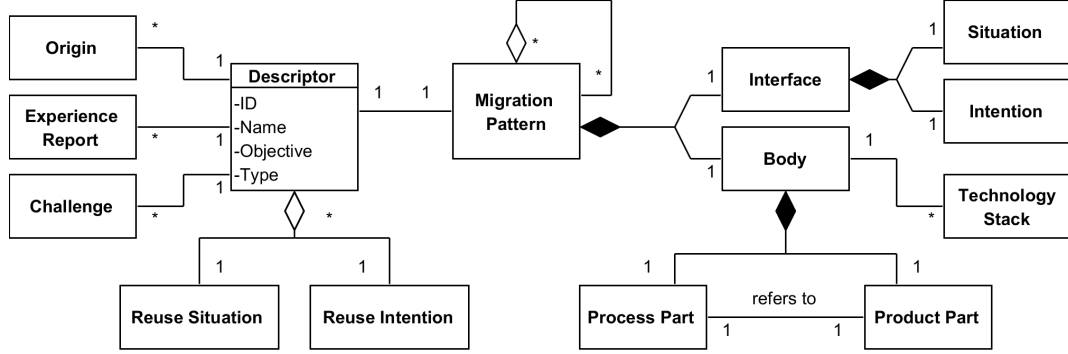 Origin
*
1
Experience
Report
*
1
Challenge
*
1
Descriptor
-ID
-Name
-Objective
-Type
*
1
1
Reuse Situation
Reuse Intention
1
1
Migration
Pattern
*
*
1
1
Interface
1
1
Situation
Intention
Body
1
*
Technology
Stack
1
1
Process Part
refers to
1
1
Product Part